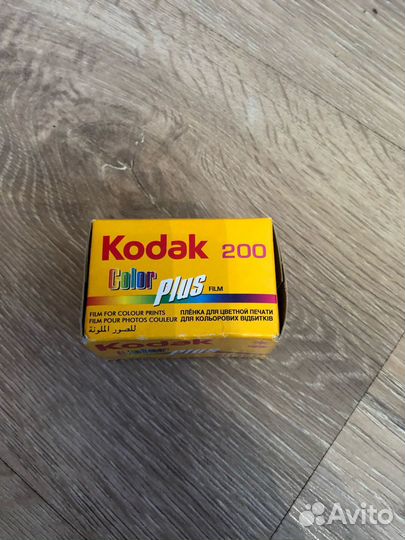 Kodak 200
Color Plus FILM
FILM FOR COLOUR PRINTS
FILM POUR PHOTOS COULEUR
للصور الملونة
ПЛЁНКА ДЛЯ ЦВЕТНОЙ ПЕЧАТИ
ДЛЯ КОЛЬОРОВИХ ВІДБИТКІВ
Kodak
Avito